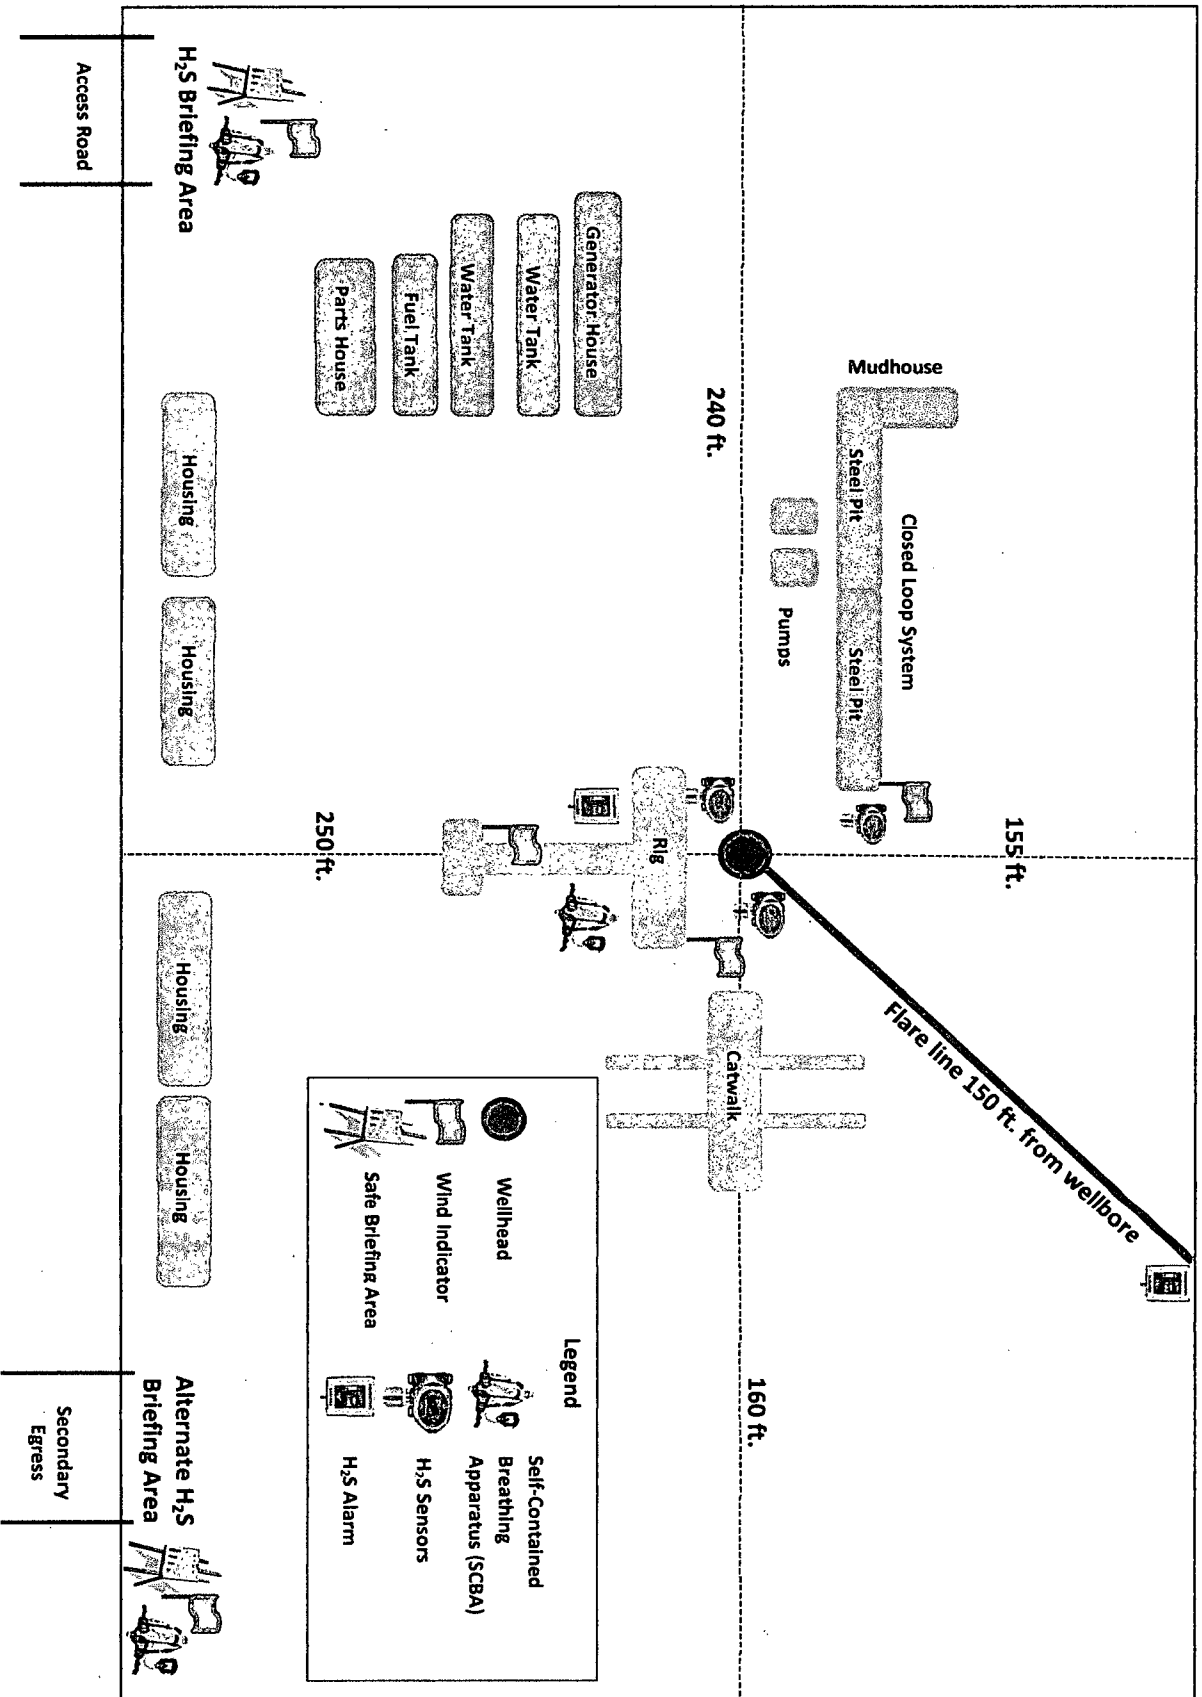 Mudhouse
Steel Pit
Steel Pit
Closed Loop System
Pumps
155 ft.
Flare line 150 ft. from wellbore
240 ft.
160 ft.
Generator House
Water Tank
Water Tank
Fuel Tank
Parts House
Rig
Catwalk
250 ft.
H₂S Briefing Area
Access Road
Housing
Housing
Housing
Housing
Legend
Wellhead
Wind Indicator
Safe Briefing Area
Self-Contained
Breathing
Apparatus (SCBA)
H₂S Sensors
H₂S Alarm
Alternate H₂S
Briefing Area
Secondary
Egress